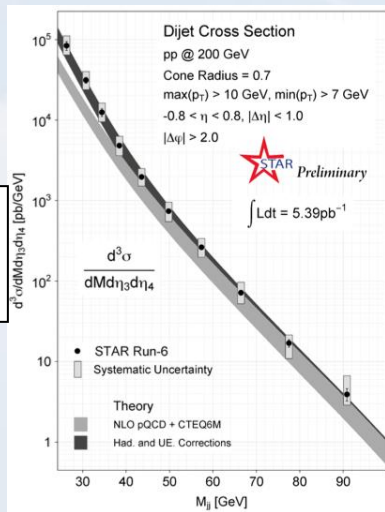 Dijet Cross Section
pp @ 200 GeV
Cone Radius = 0.7
max(p_T) > 10 GeV, min(p_T) > 7 GeV
-0.8 < η < 0.8, |Δη| < 1.0
|Δφ| > 2.0
STAR Preliminary
∫Ldt = 5.39pb⁻¹
d³σ
dMdη₃dη₄
STAR Run-6
Systematic Uncertainty
Theory
NLO pQCD + CTEQ6M
Had. and UE. Corrections
d³σ/dMdη₃dη₄ [pb/GeV]
10⁵
10⁴
10³
10²
10
1
30 40 50 60 70 80 90
M_jj [GeV]